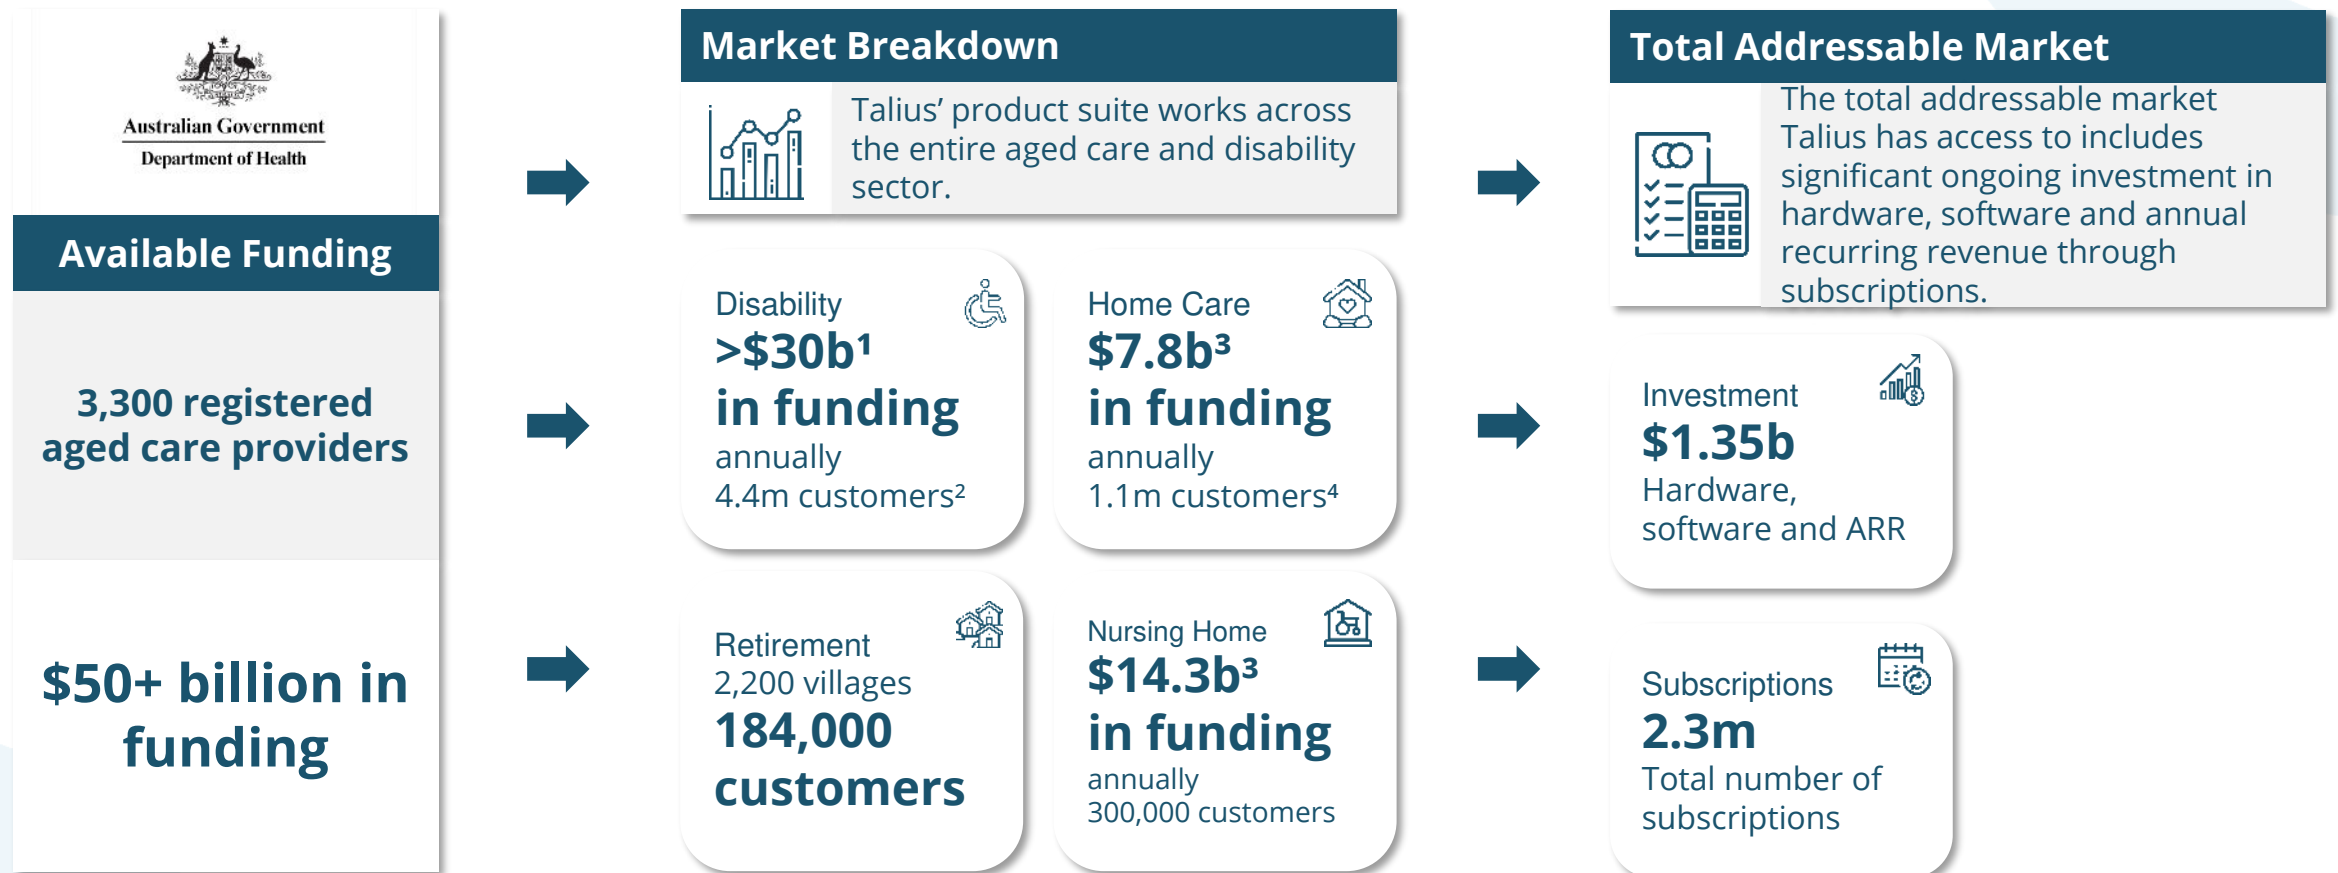 Australian Government
Department of Health
Available Funding
3,300 registered
aged care providers
$50+ billion in
funding
Market Breakdown
Talius’ product suite works across
the entire aged care and disability
sector.
Disability
>$30b¹
in funding
annually
4.4m customers²
Home Care
$7.8b³
in funding
annually
1.1m customers⁴
Retirement
2,200 villages
184,000
customers
Nursing Home
$14.3b³
in funding
annually
300,000 customers
Total Addressable Market
The total addressable market
Talius has access to includes
significant ongoing investment in
hardware, software and annual
recurring revenue through
subscriptions.
Investment
$1.35b
Hardware,
software and ARR
Subscriptions
2.3m
Total number of
subscriptions